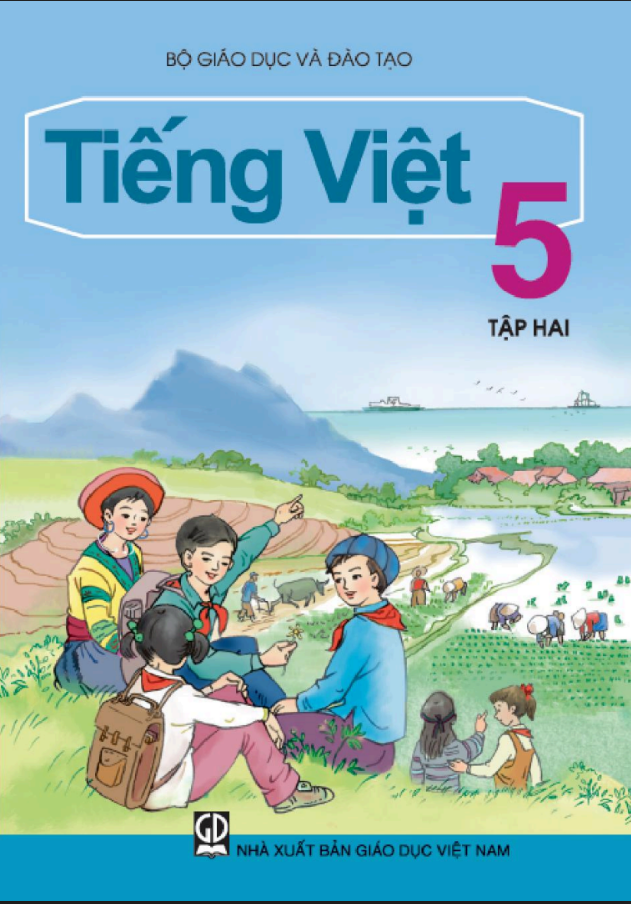 BỘ GIÁO DỤC VÀ ĐÀO TẠO
Tiếng Việt
5
TẬP HAI
GD
NHÀ XUẤT BẢN GIÁO DỤC VIỆT NAM